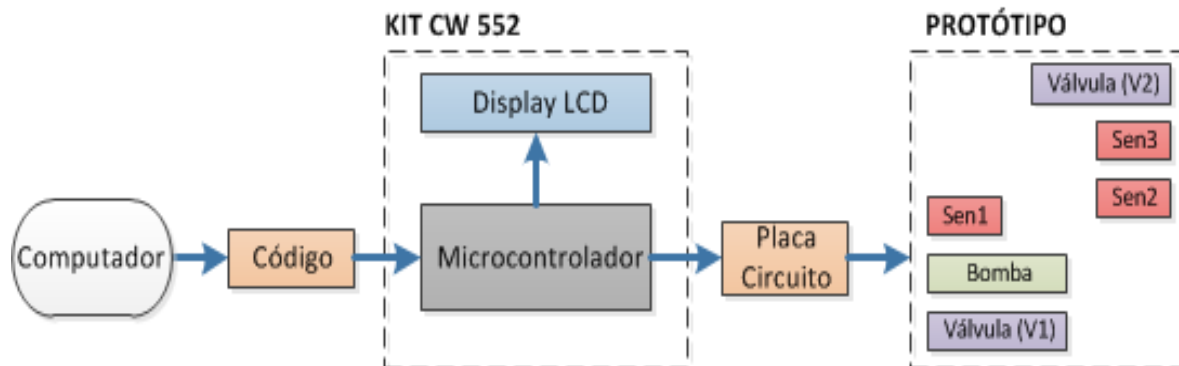 KIT CW 552
PROTÓTIPO
Display LCD
Válvula (V2)
Sen3
Sen2
Sen1
Computador
Código
Microcontrolador
Placa
Circuito
Bomba
Válvula (V1)